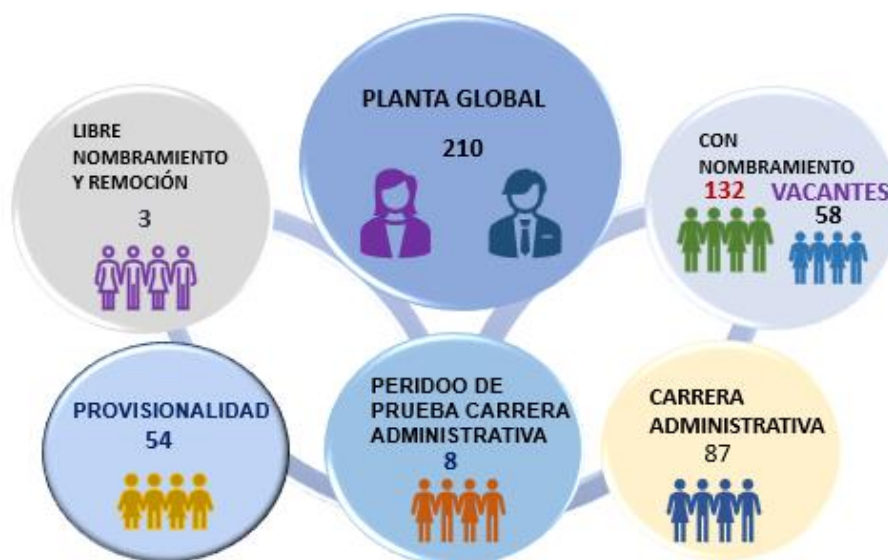 PLANTA GLOBAL
210
LIBRE
NOMBRAMIENTO
Y REMOCIÓN
3
CON
NOMBRAMIENTO
132 VACANTES
58
PROVISIONALIDAD
54
PERIDOO DE
PRUEBA CARRERA
ADMINISTRATIVA
8
CARRERA
ADMINISTRATIVA
87